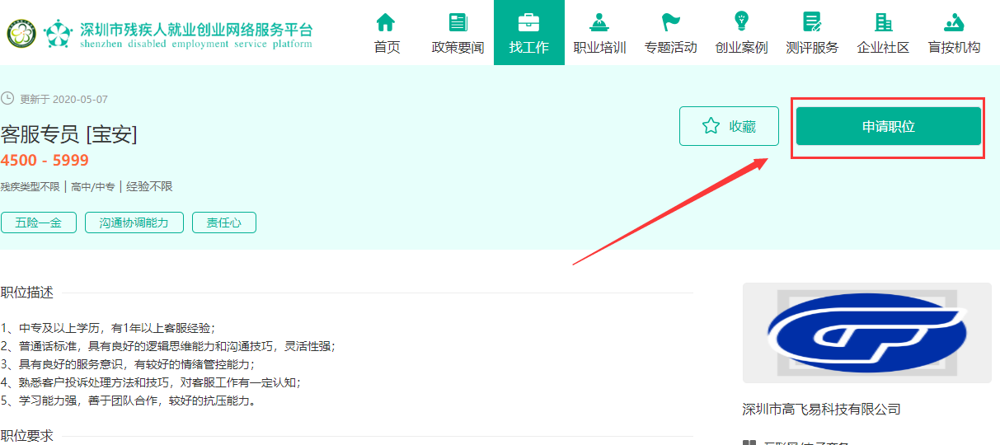 深圳市残疾人就业创业网络服务平台
shenzhen disabled employment service platform
首页 政策要闻 找工作 职业培训 专题活动 创业案例 测评服务 企业社区 盲按机构
更新于 2020-05-07
客服专员 [宝安]
4500 - 5999
残疾类型不限 | 高中/中专 | 经验不限
五险一金 沟通协调能力 责任心
收藏 申请职位
职位描述
1、中专及以上学历，有1年以上客服经验；
2、普通话标准，具有良好的逻辑思维能力和沟通技巧，灵活性强；
3、具有良好的服务意识，有较好的情绪管控能力；
4、熟悉客户投诉处理方法和技巧，对客服工作有一定认知；
5、学习能力强，善于团队合作，较好的抗压能力。
职位要求
深圳市高飞易科技有限公司